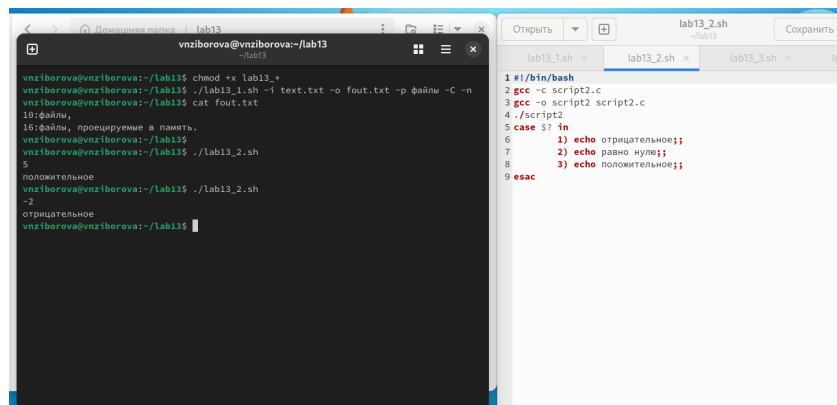 Домашняя папка / lab13
vnziborova@vnziborova:~/lab13
~/lab13
vnziborova@vnziborova:~/lab13$ chmod +x lab13_*
vnziborova@vnziborova:~/lab13$ ./lab13_1.sh -i text.txt -o fout.txt -p файлы -C -n
vnziborova@vnziborova:~/lab13$ cat fout.txt
10:файлы,
16:файлы, проецируемые в память.
vnziborova@vnziborova:~/lab13$
vnziborova@vnziborova:~/lab13$ ./lab13_2.sh
5
положительное
vnziborova@vnziborova:~/lab13$ ./lab13_2.sh
-2
отрицательное
vnziborova@vnziborova:~/lab13$
Открыть
lab13_2.sh
~/lab13
Сохранить
lab13_1.sh ×
lab13_2.sh ×
lab13_3.sh ×
1 #!/bin/bash
2 gcc -c script2.c
3 gcc -o script2 script2.c
4 ./script2
5 case $? in
6 1) echo отрицательное;;
7 2) echo равно нулю;;
8 3) echo положительное;;
9 esac